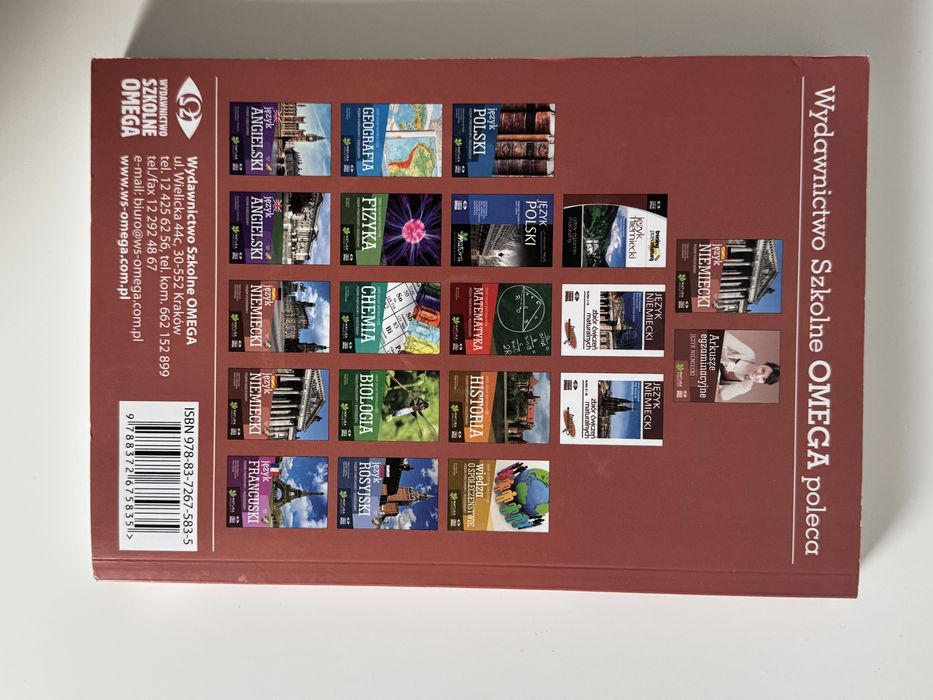 Wydawnictwo Szkolne OMEGA poleca
język
NIEMIECKI
Arkusze
egzaminacyjne
JĘZYK NIEMIECKI
MATURA
język
niemiecki
JĘZYK
NIEMIECKI
zbiór ćwiczeń
maturalnych
JĘZYK
NIEMIECKI
zbiór ćwiczeń
maturalnych
język
POLSKI
JĘZYK
POLSKI
MATEMATYKA
HISTORIA
wiedza
O SPOŁECZEŃSTWIE
GEOGRAFIA
FIZYKA
CHEMIA
BIOLOGIA
język
ROSYJSKI
język
ANGIELSKI
język
ANGIELSKI
język
NIEMIECKI
język
NIEMIECKI
język
FRANCUSKI
WYDAWNICTWO
SZKOLNE
OMEGA
Wydawnictwo Szkolne OMEGA
ul. Wielicka 44c, 30-552 Kraków
tel. 12 425 62 56, tel. kom. 662 152 899
tel./fax 12 292 48 67
e-mail: biuro@ws-omega.com.pl
www.ws-omega.com.pl
ISBN 978-83-7267-583-5
9 788372 675835 >